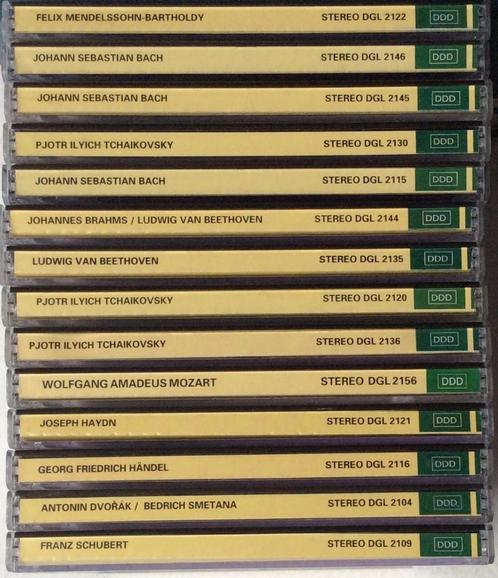 FELIX MENDELSSOHN-BARTHOLDY STEREO DGL 2122 DDD
JOHANN SEBASTIAN BACH STEREO DGL 2146 DDD
JOHANN SEBASTIAN BACH STEREO DGL 2145 DDD
PJOTR ILYICH TCHAIKOVSKY STEREO DGL 2130 DDD
JOHANN SEBASTIAN BACH STEREO DGL 2115 DDD
JOHANNES BRAHMS / LUDWIG VAN BEETHOVEN STEREO DGL 2144 DDD
LUDWIG VAN BEETHOVEN STEREO DGL 2135 DDD
PJOTR ILYICH TCHAIKOVSKY STEREO DGL 2120 DDD
PJOTR ILYICH TCHAIKOVSKY STEREO DGL 2136 DDD
WOLFGANG AMADEUS MOZART STEREO DGL 2156 DDD
JOSEPH HAYDN STEREO DGL 2121 DDD
GEORG FRIEDRICH HÄNDEL STEREO DGL 2116 DDD
ANTONIN DVOŘÁK / BEDRICH SMETANA STEREO DGL 2104 DDD
FRANZ SCHUBERT STEREO DGL 2109 DDD